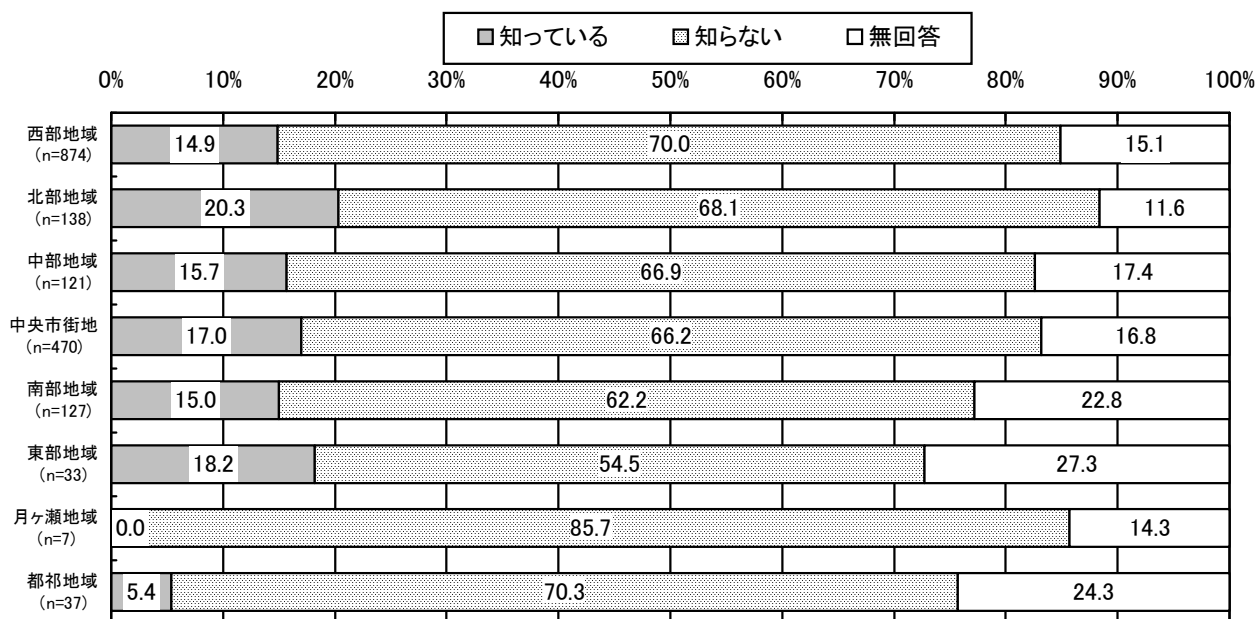 知っている 知らない 無回答
0% 10% 20% 30% 40% 50% 60% 70% 80% 90% 100%
西部地域
(n=874)
14.9 70.0 15.1
北部地域
(n=138)
20.3 68.1 11.6
中部地域
(n=121)
15.7 66.9 17.4
中央市街地
(n=470)
17.0 66.2 16.8
南部地域
(n=127)
15.0 62.2 22.8
東部地域
(n=33)
18.2 54.5 27.3
月ヶ瀬地域
(n=7)
0.0 85.7 14.3
都祁地域
(n=37)
5.4 70.3 24.3